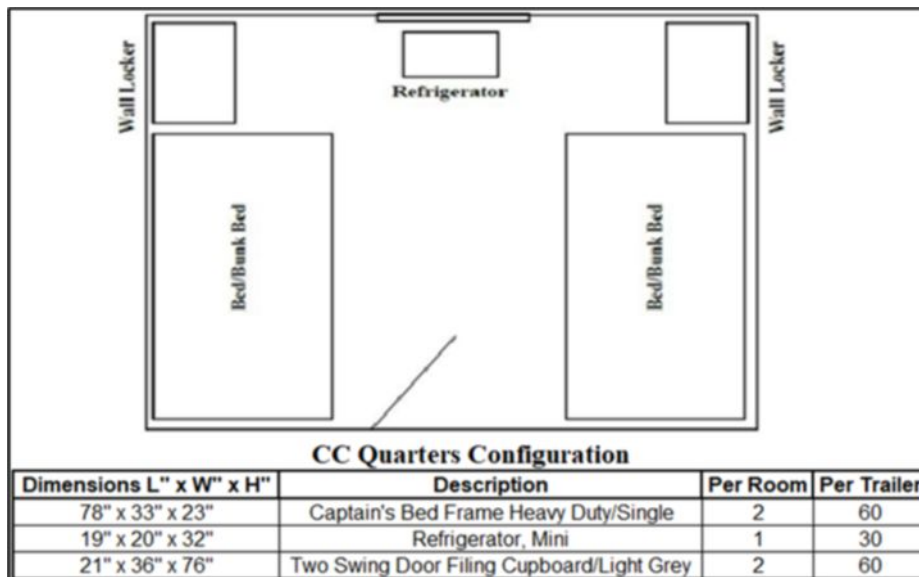 Wall Locker
Refrigerator
Wall Locker
Bed/Bunk Bed
Bed/Bunk Bed
CC Quarters Configuration
Dimensions L" x W" x H" Description Per Room Per Trailer
78" x 33" x 23" Captain's Bed Frame Heavy Duty/Single 2 60
19" x 20" x 32" Refrigerator, Mini 1 30
21" x 36" x 76" Two Swing Door Filing Cupboard/Light Grey 2 60